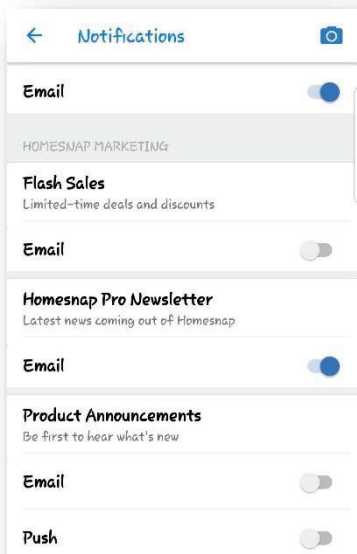 Notifications
Email
HOMESNAP MARKETING
Flash Sales
Limited-time deals and discounts
Email
Homesnap Pro Newsletter
Latest news coming out of Homesnap
Email
Product Announcements
Be first to hear what's new
Email
Push